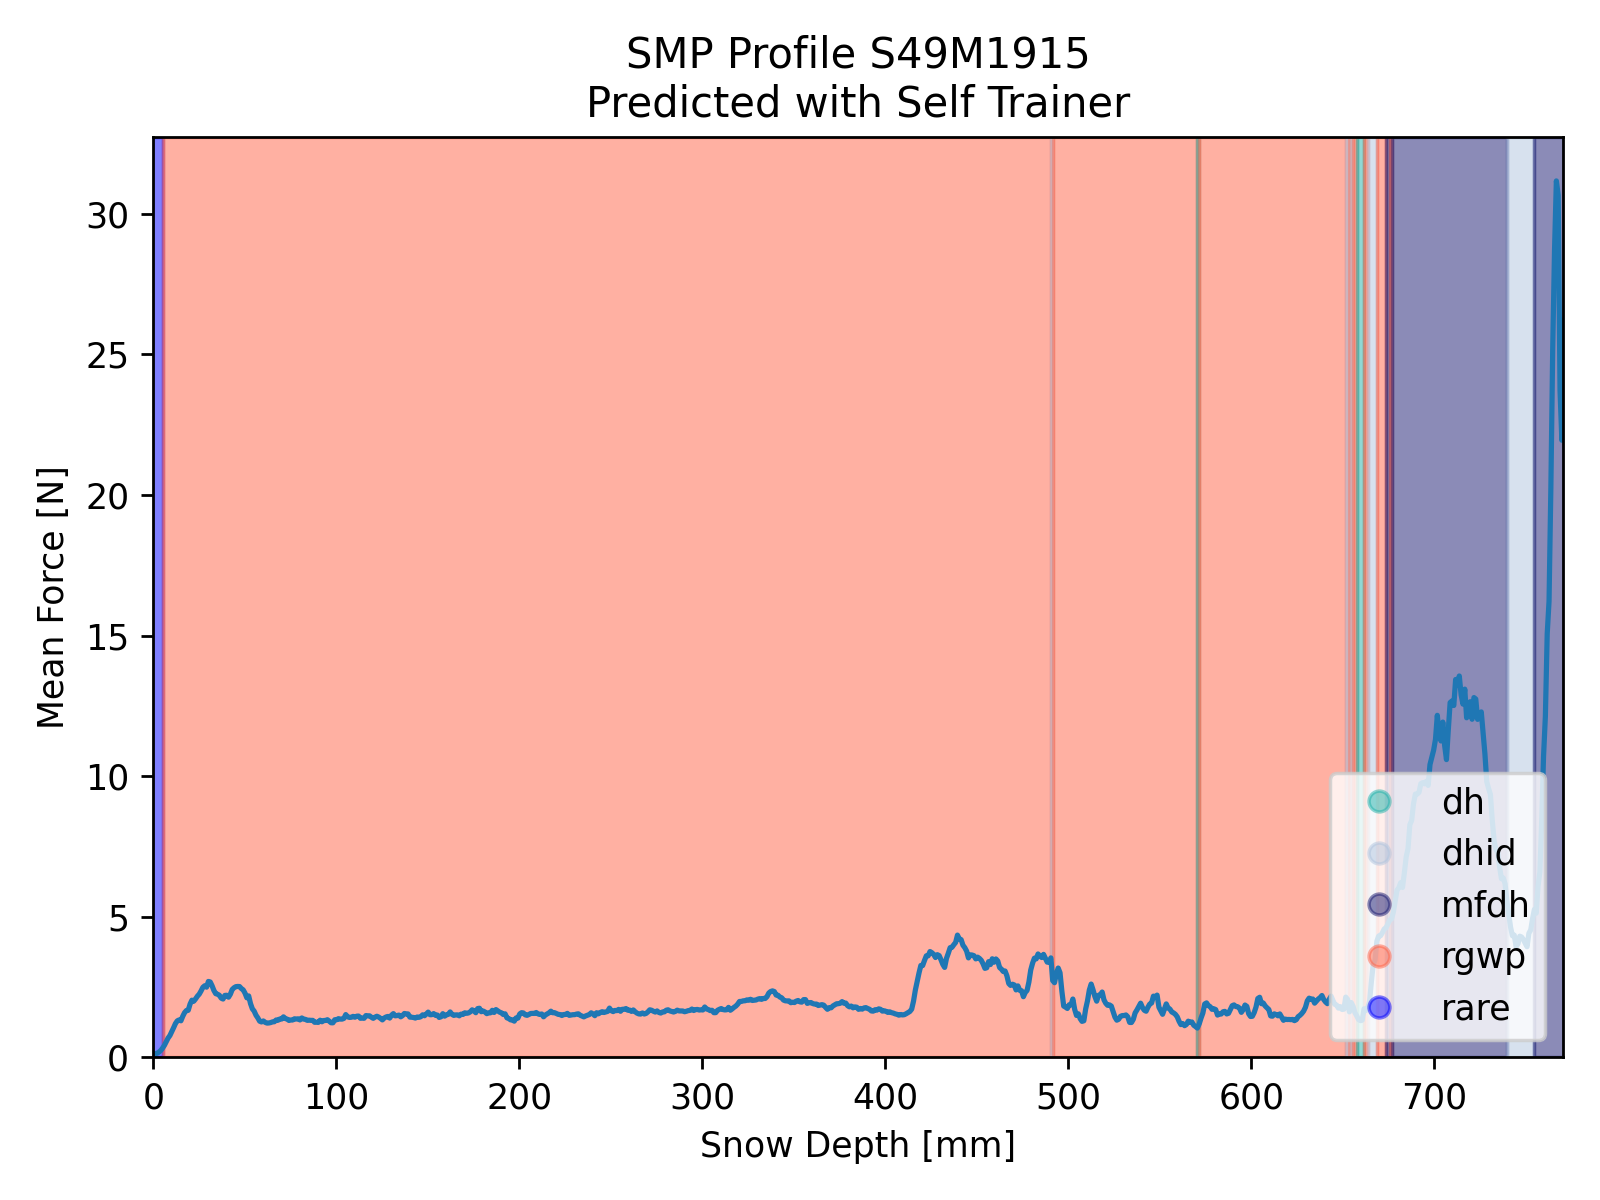 SMP Profile S49M1915
Predicted with Self Trainer
Mean Force [N]
30
25
20
15
10
5
0
0 100 200 300 400 500 600 700
Snow Depth [mm]
dh
dhid
mfdh
rgwp
rare